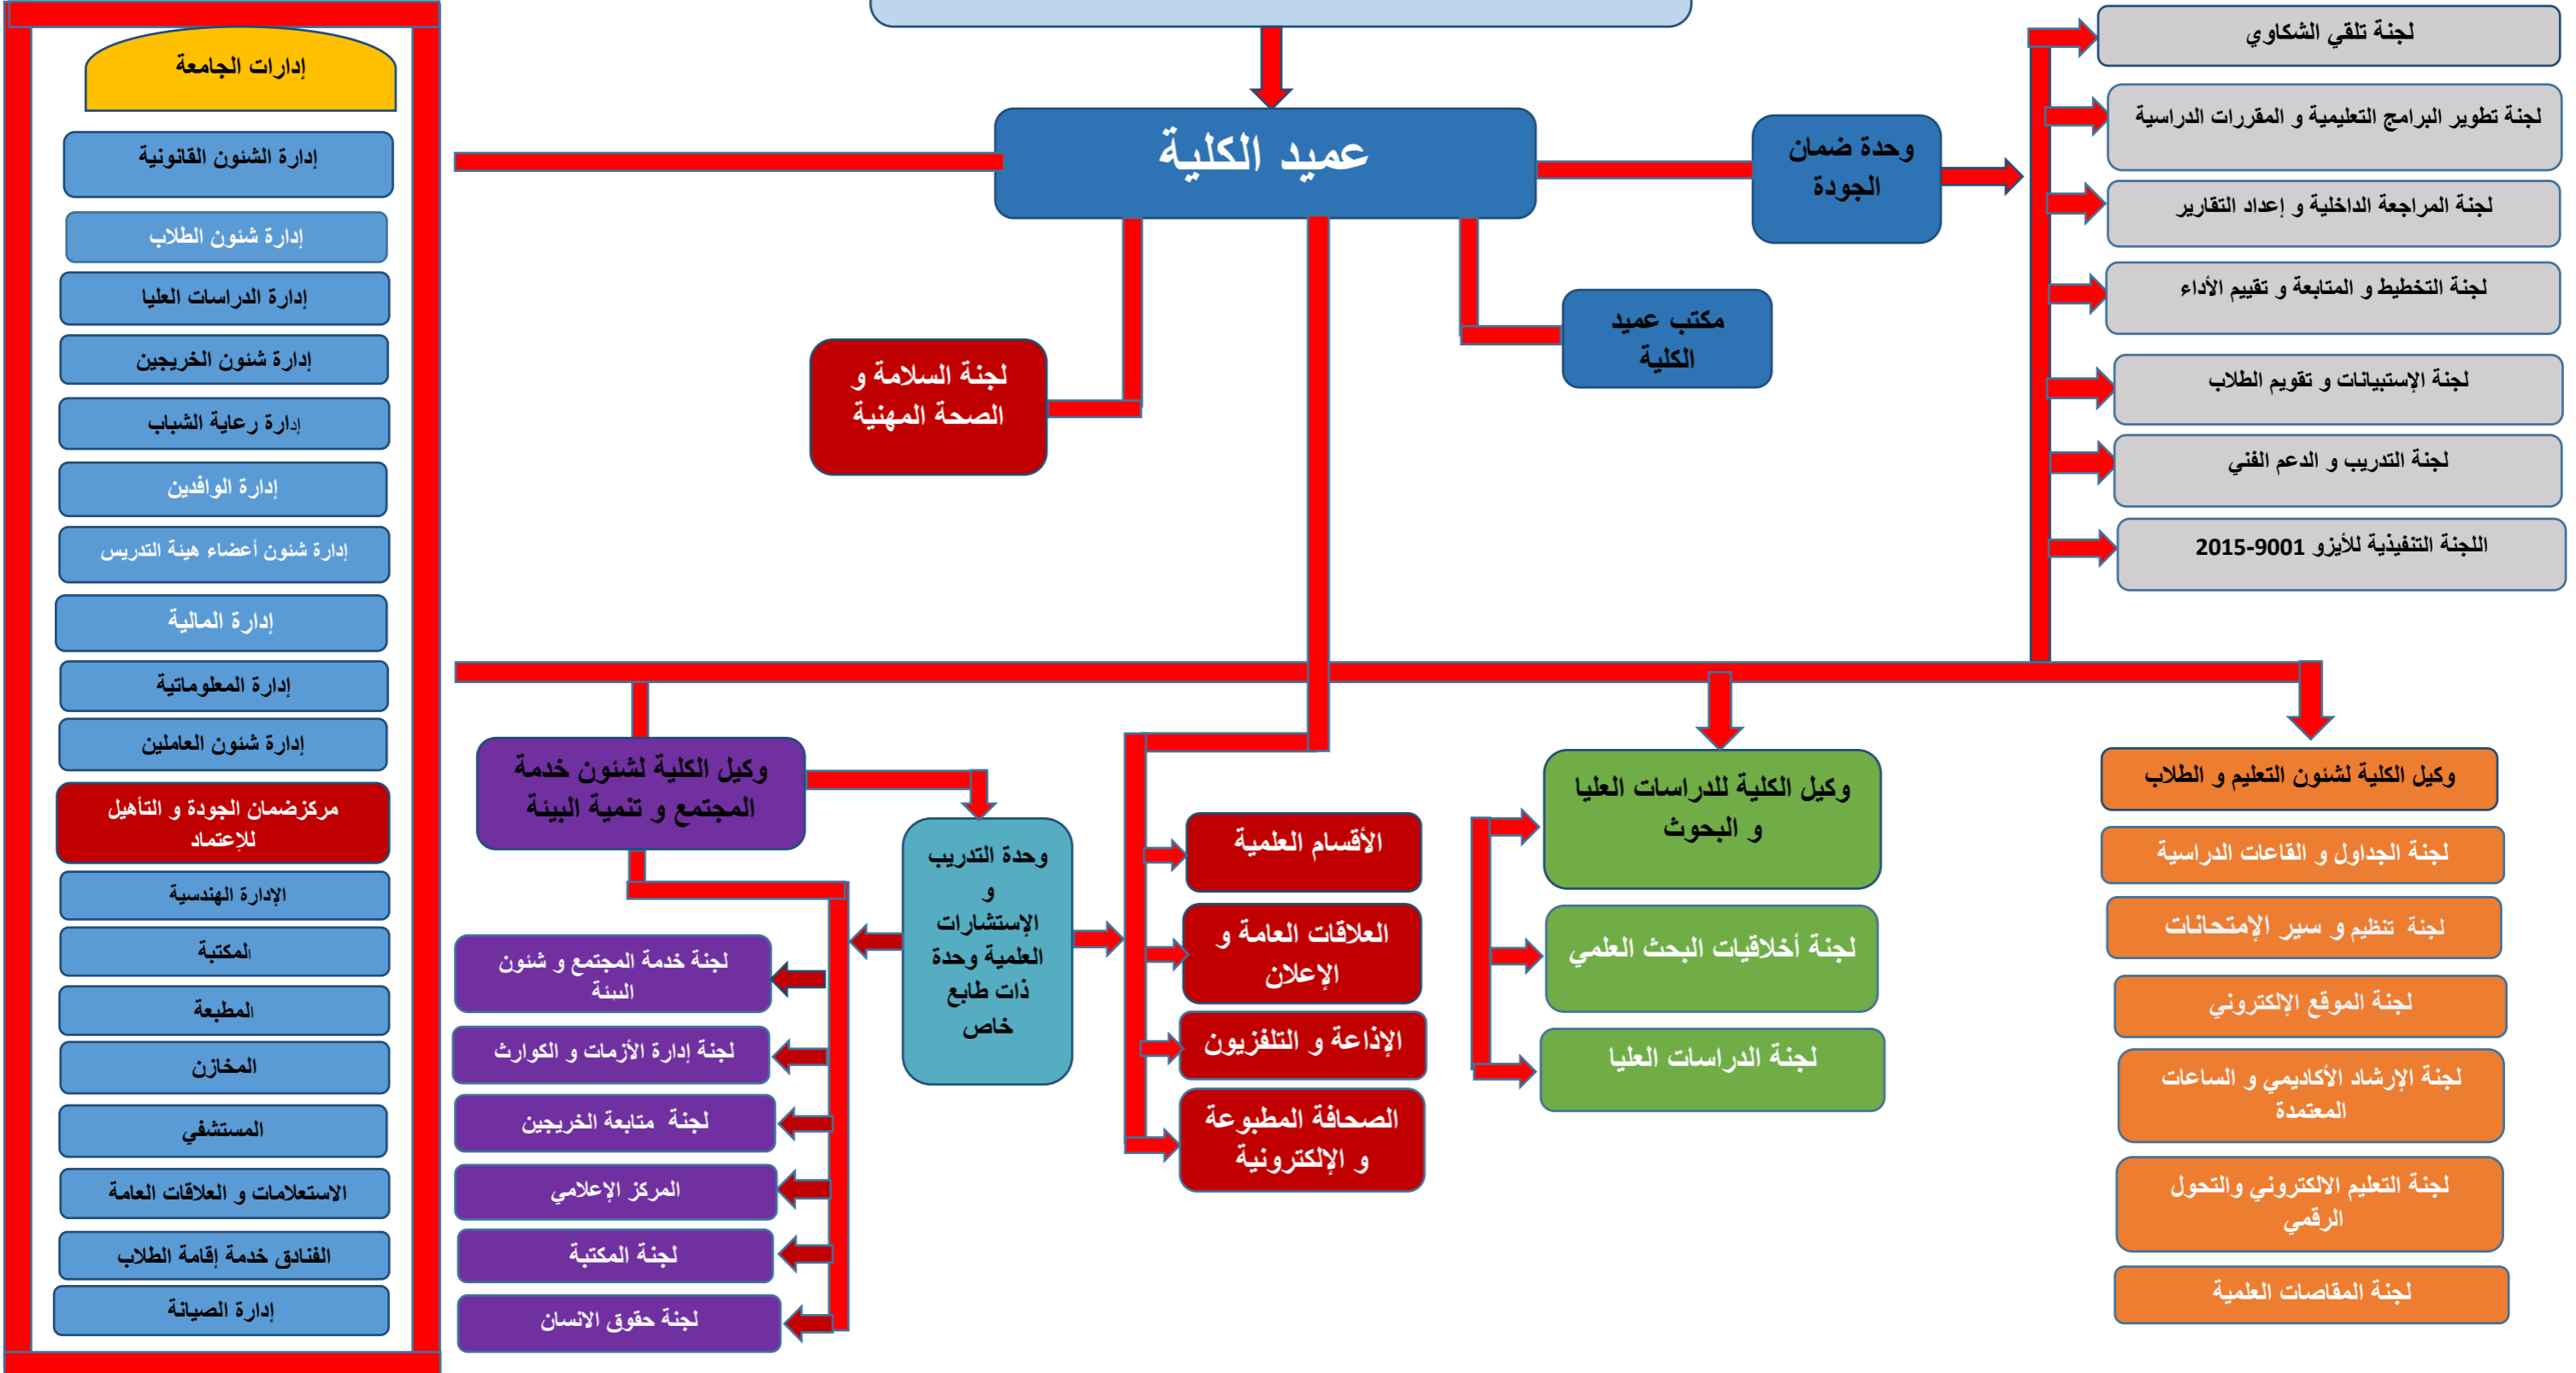 عميد الكلية
وحدة ضمان
الجودة
مكتب عميد
الكلية
لجنة السلامة و
الصحة المهنية
لجنة تلقي الشكاوي
لجنة تطوير البرامج التعليمية و المقررات الدراسية
لجنة المراجعة الداخلية و إعداد التقارير
لجنة التخطيط و المتابعة و تقييم الأداء
لجنة الإستبيانات و تقويم الطلاب
لجنة التدريب و الدعم الفني
اللجنة التنفيذية للأيزو 9001-2015
وكيل الكلية لشئون التعليم و الطلاب
لجنة الجداول و القاعات الدراسية
لجنة تنظيم و سير الإمتحانات
لجنة الموقع الإلكتروني
لجنة الإرشاد الأكاديمي و الساعات
المعتمدة
لجنة التعليم الالكتروني والتحول
الرقمي
لجنة المقاصات العلمية
وكيل الكلية للدراسات العليا
و البحوث
لجنة أخلاقيات البحث العلمي
لجنة الدراسات العليا
الأقسام العلمية
العلاقات العامة و
الإعلان
الإذاعة و التلفزيون
الصحافة المطبوعة
و الإلكترونية
وحدة التدريب
و
الإستشارات
العلمية وحدة
ذات طابع
خاص
وكيل الكلية لشئون خدمة
المجتمع و تنمية البيئة
لجنة خدمة المجتمع و شئون
البيئة
لجنة إدارة الأزمات و الكوارث
لجنة متابعة الخريجين
المركز الإعلامي
لجنة المكتبة
لجنة حقوق الانسان
إدارات الجامعة
إدارة الشئون القانونية
إدارة شئون الطلاب
إدارة الدراسات العليا
إدارة شئون الخريجين
إدارة رعاية الشباب
إدارة الوافدين
إدارة شئون أعضاء هيئة التدريس
إدارة المالية
إدارة المعلوماتية
إدارة شئون العاملين
مركزضمان الجودة و التأهيل
للإعتماد
الإدارة الهندسية
المكتبة
المطبعة
المخازن
المستشفي
الاستعلامات و العلاقات العامة
الفنادق خدمة إقامة الطلاب
إدارة الصيانة